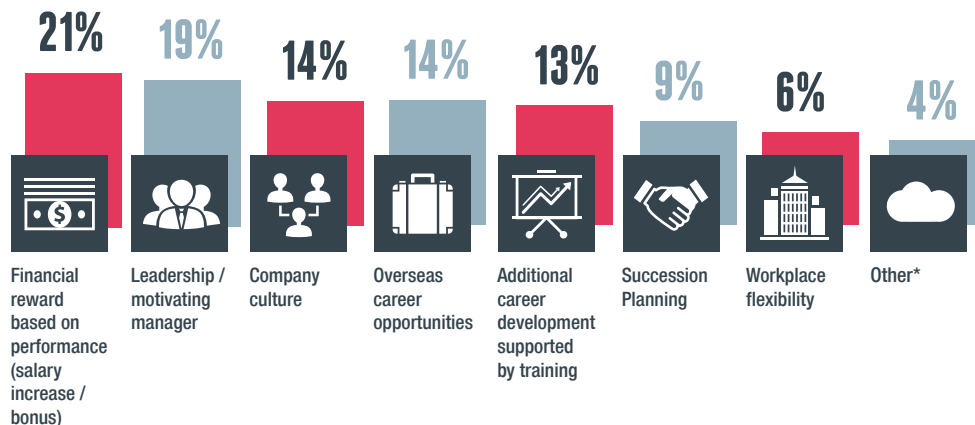 21%
19%
14%
14%
13%
9%
6%
4%
$
Financial
reward
based on
performance
(salary
increase /
bonus)
Leadership /
motivating
manager
Company
culture
Overseas
career
opportunities
Additional
career
development
supported
by training
Succession
Planning
Workplace
flexibility
Other*